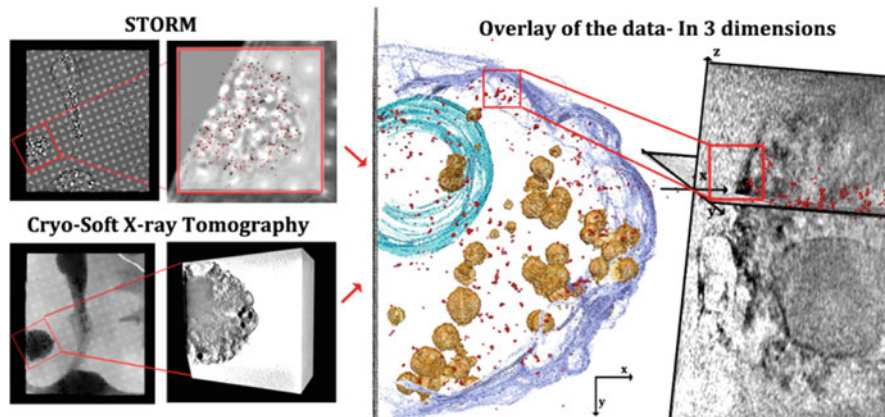 STORM
Cryo-Soft X-ray Tomography
Overlay of the data- In 3 dimensions
x
y
z
x
y